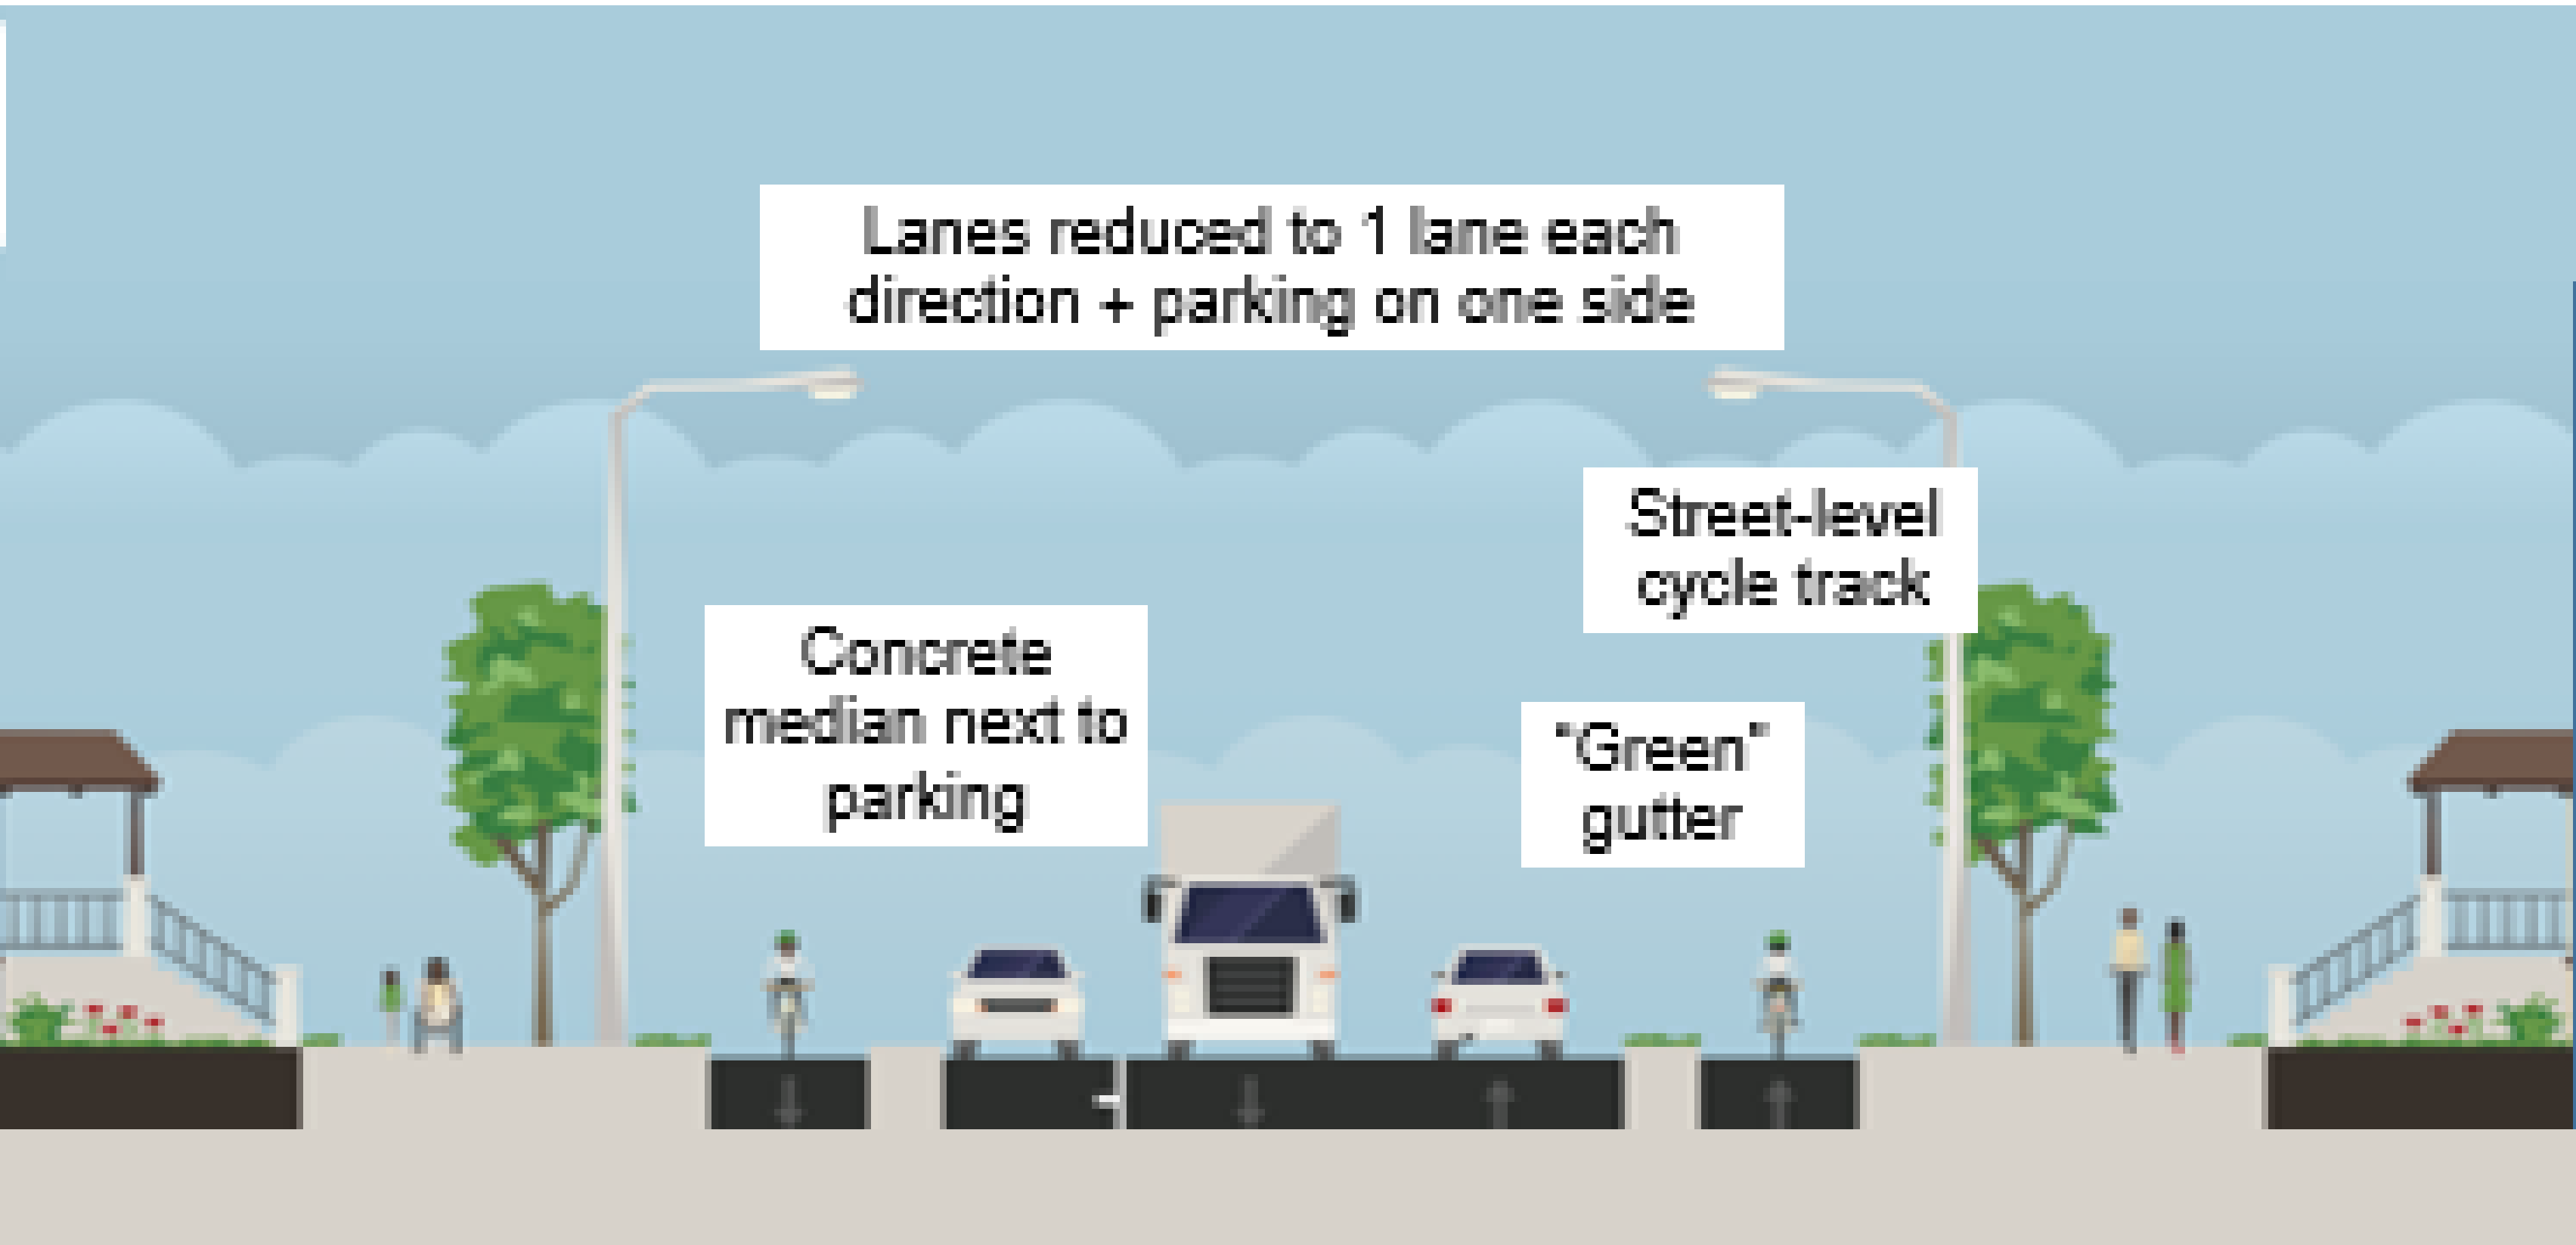 Lanes reduced to 1 lane each
direction + parking on one side
Street-level
cycle track
Concrete
median next to
parking
"Green"
gutter